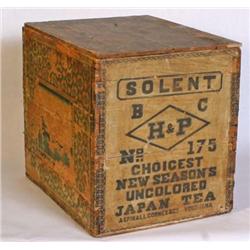 SOLENT
B C
H&P
No. 175
CHOICEST
NEW SEASON'S
UNCOLORED
JAPAN TEA